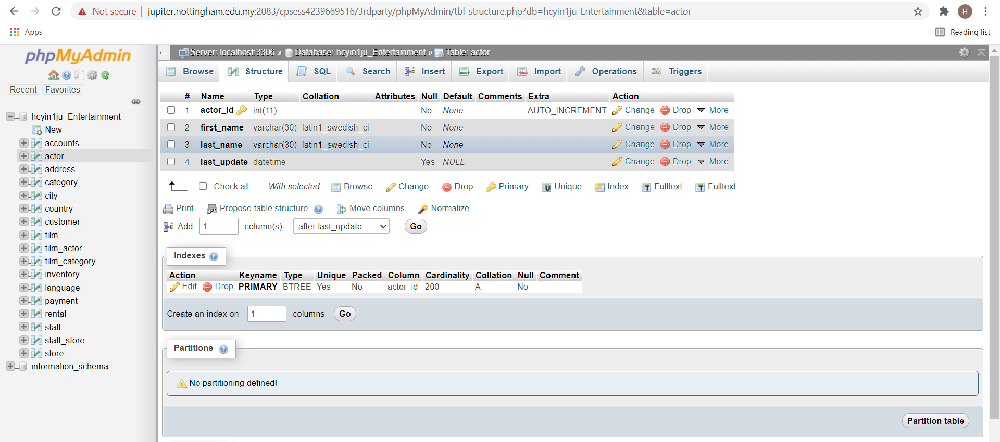 Not secure | jupiter.nottingham.edu.my:2083/cpsess4239669516/3rdparty/phpMyAdmin/tbl_structure.php?db=hcyin1ju_Entertainment&table=actor H
Apps Reading list
phpMyAdmin
Recent Favorites
hcyin1ju_Entertainment
New
accounts
actor
address
category
city
country
customer
film
film_actor
film_category
inventory
language
payment
rental
staff
staff_store
store
information_schema
Server: localhost:3306 » Database: hcyin1ju_Entertainment » Table: actor
Browse Structure SQL Search Insert Export Import Operations Triggers
# Name Type Collation Attributes Null Default Comments Extra Action
1 actor_id int(11) No None AUTO_INCREMENT Change Drop More
2 first_name varchar(30) latin1_swedish_ci No None Change Drop More
3 last_name varchar(30) latin1_swedish_ci No None Change Drop More
4 last_update datetime Yes NULL Change Drop More
Check all With selected: Browse Change Drop Primary Unique Index Fulltext Fulltext
Print Propose table structure Move columns Normalize
Add 1 column(s) after last_update Go
Indexes
Action Keyname Type Unique Packed Column Cardinality Collation Null Comment
Edit Drop PRIMARY BTREE Yes No actor_id 200 A No
Create an index on 1 columns Go
Partitions
No partitioning defined!
Partition table